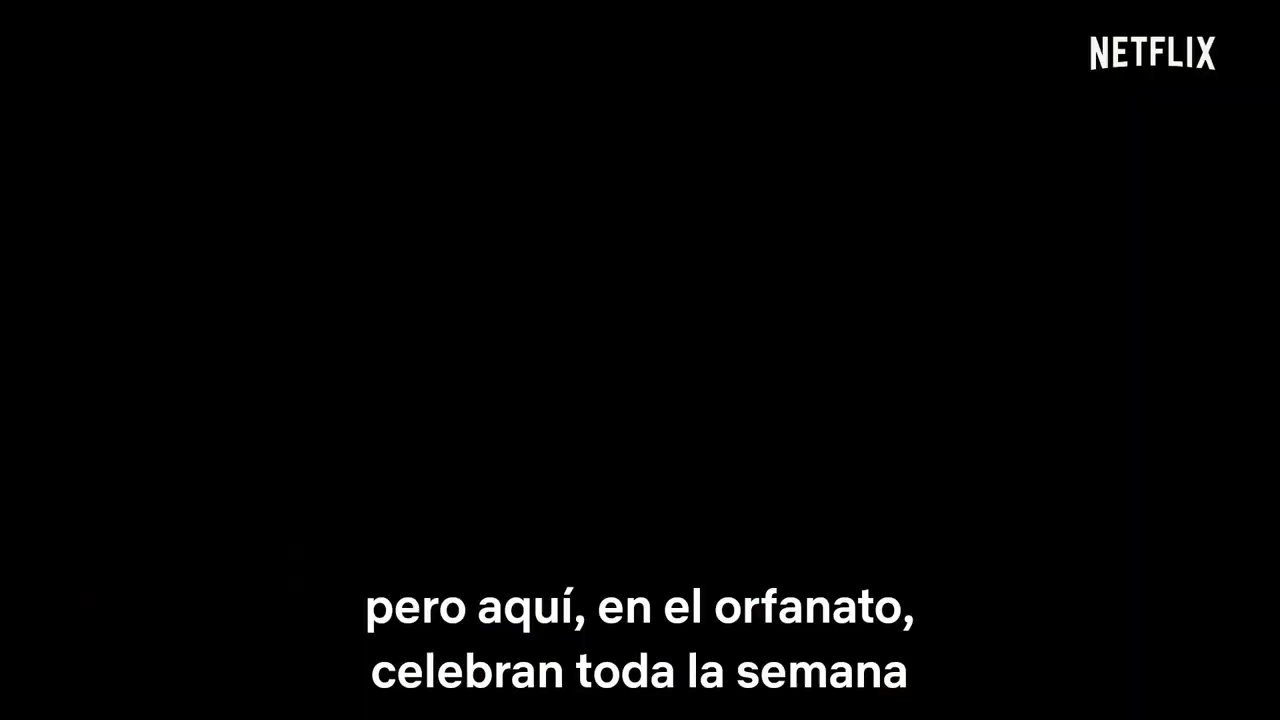 NETFLIX
pero aquí, en el orfanato,
celebran toda la semana